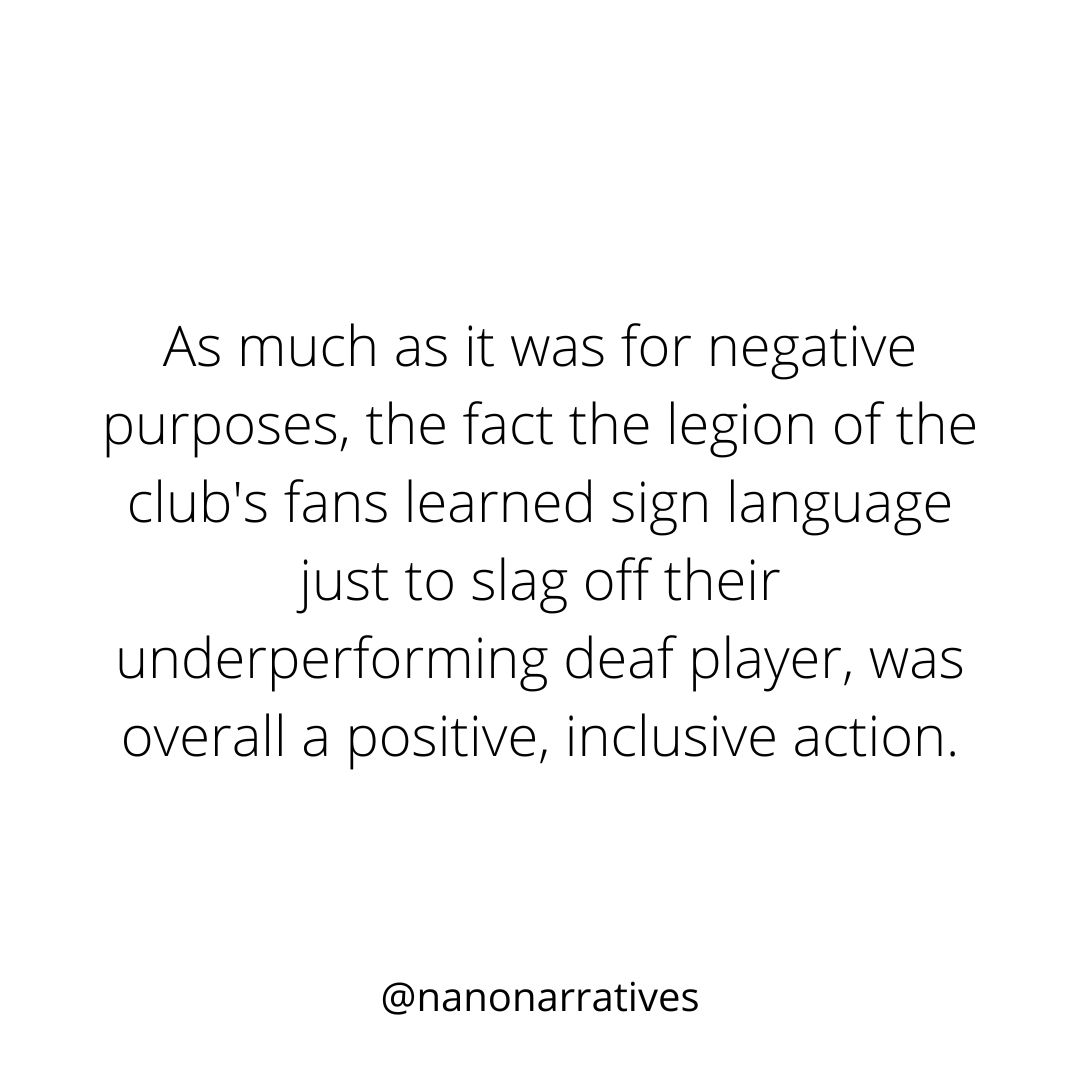 As much as it was for negative
purposes, the fact the legion of the
club's fans learned sign language
just to slag off their
underperforming deaf player, was
overall a positive, inclusive action.
@nanonarratives